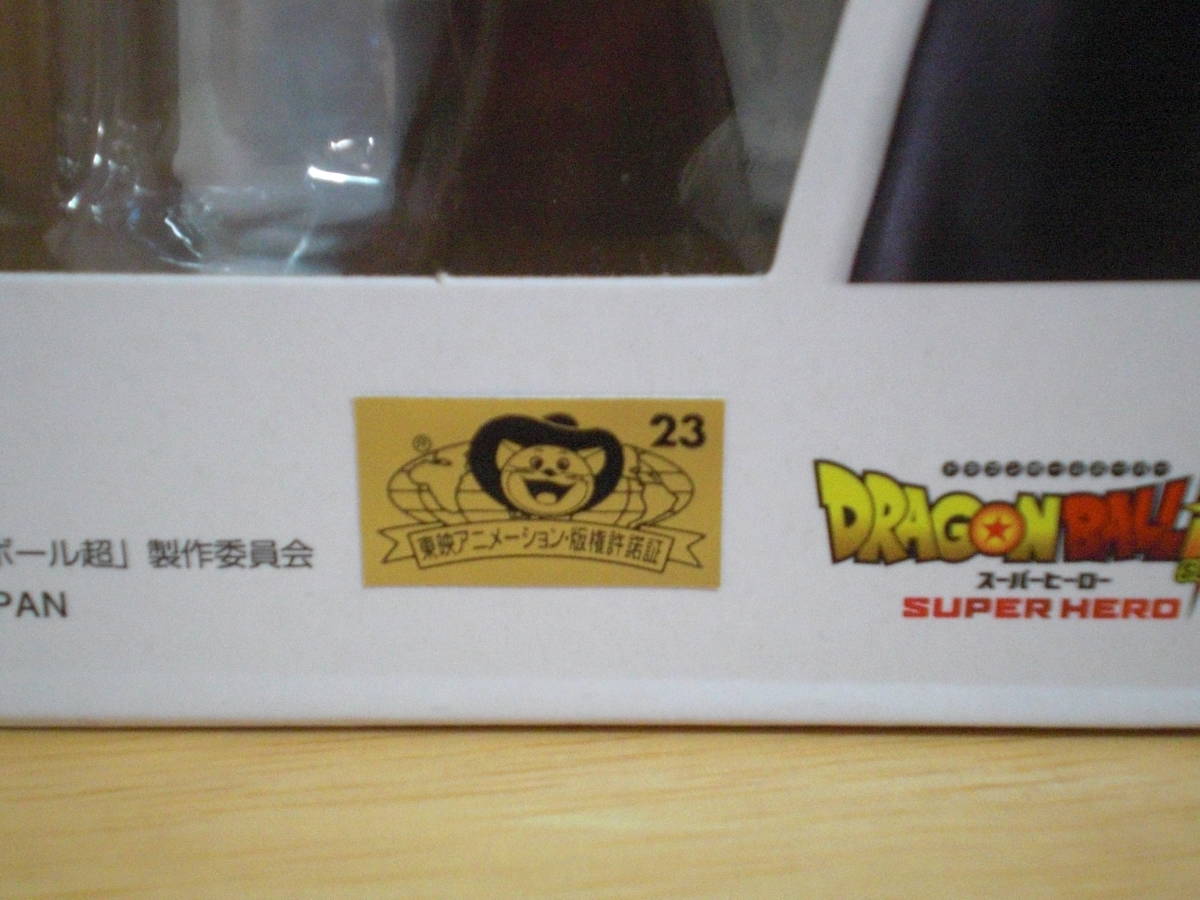 ボール超」製作委員会
PAN
23
®
東映アニメーション・版権許諾証
DRAGON BALL
スーパーヒーロー
SUPER HERO